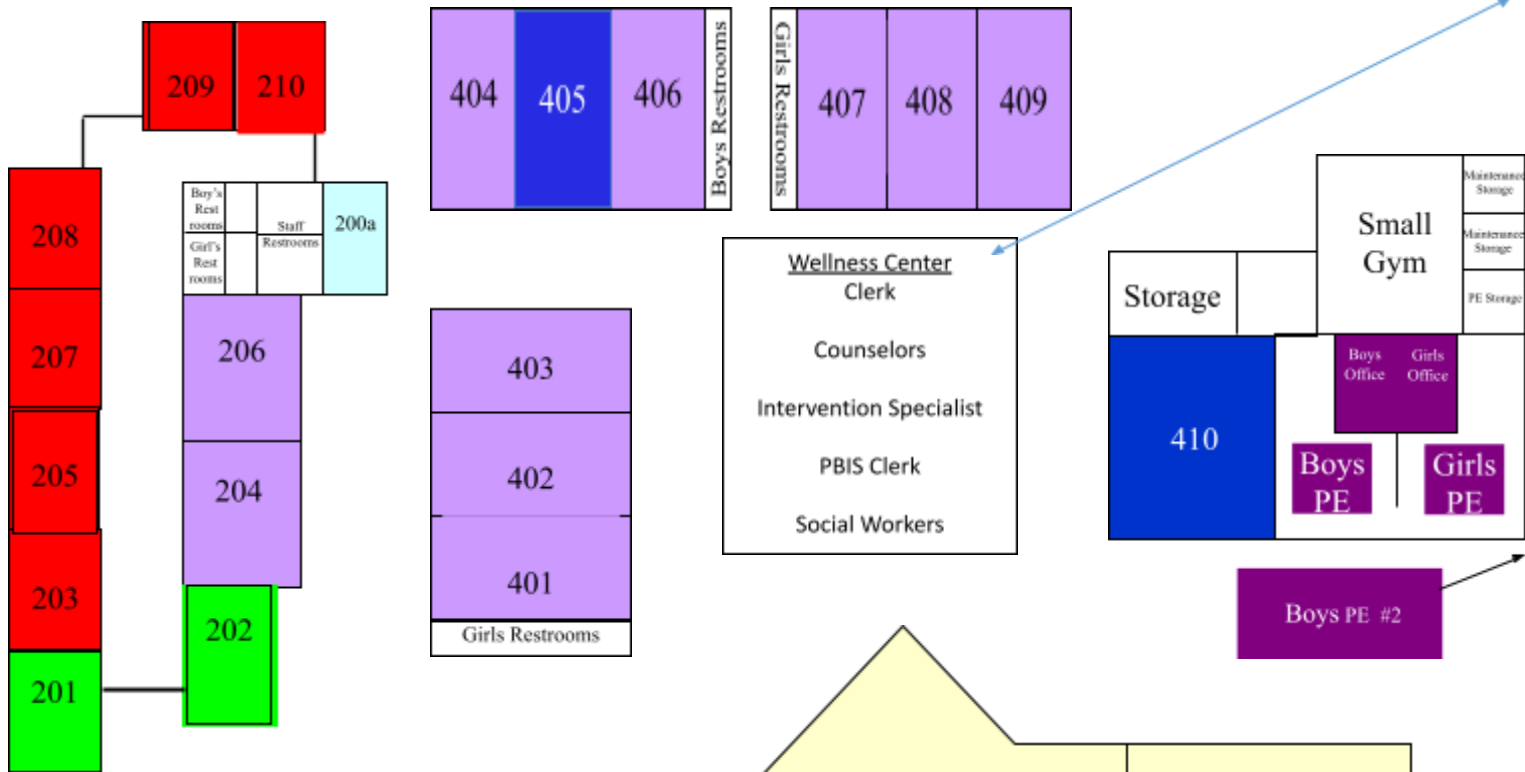 209
210
404
405
406
Boys Restrooms
Girls Restrooms
407
408
409
208
Boy's
Rest
rooms
Girl's
Rest
rooms
Staff
Restrooms
200a
Wellness Center
Clerk
Counselors
Intervention Specialist
PBIS Clerk
Social Workers
Small
Gym
Maintenance
Storage
Maintenance
Storage
PE Storage
Storage
207
206
403
Boys
Office
Girls
Office
410
205
204
402
Boys
PE
Girls
PE
203
202
401
Girls Restrooms
Boys PE #2
201